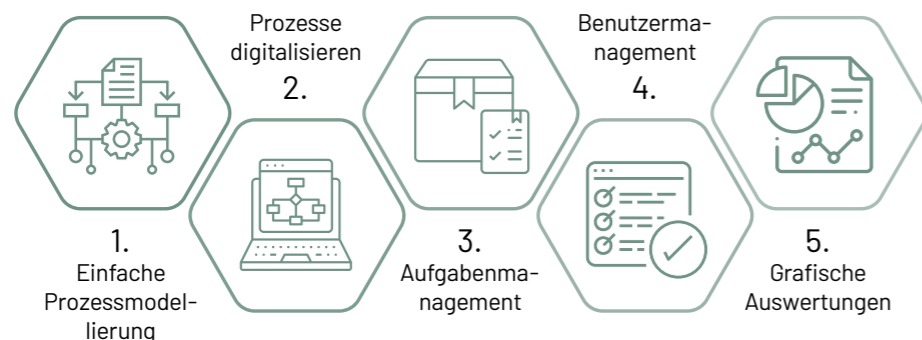 1.
Einfache
Prozessmodel-
lierung
Prozesse
digitalisieren
2.
3.
Aufgabenma-
nagement
Benutzerma-
nagement
4.
5.
Grafische
Auswertungen